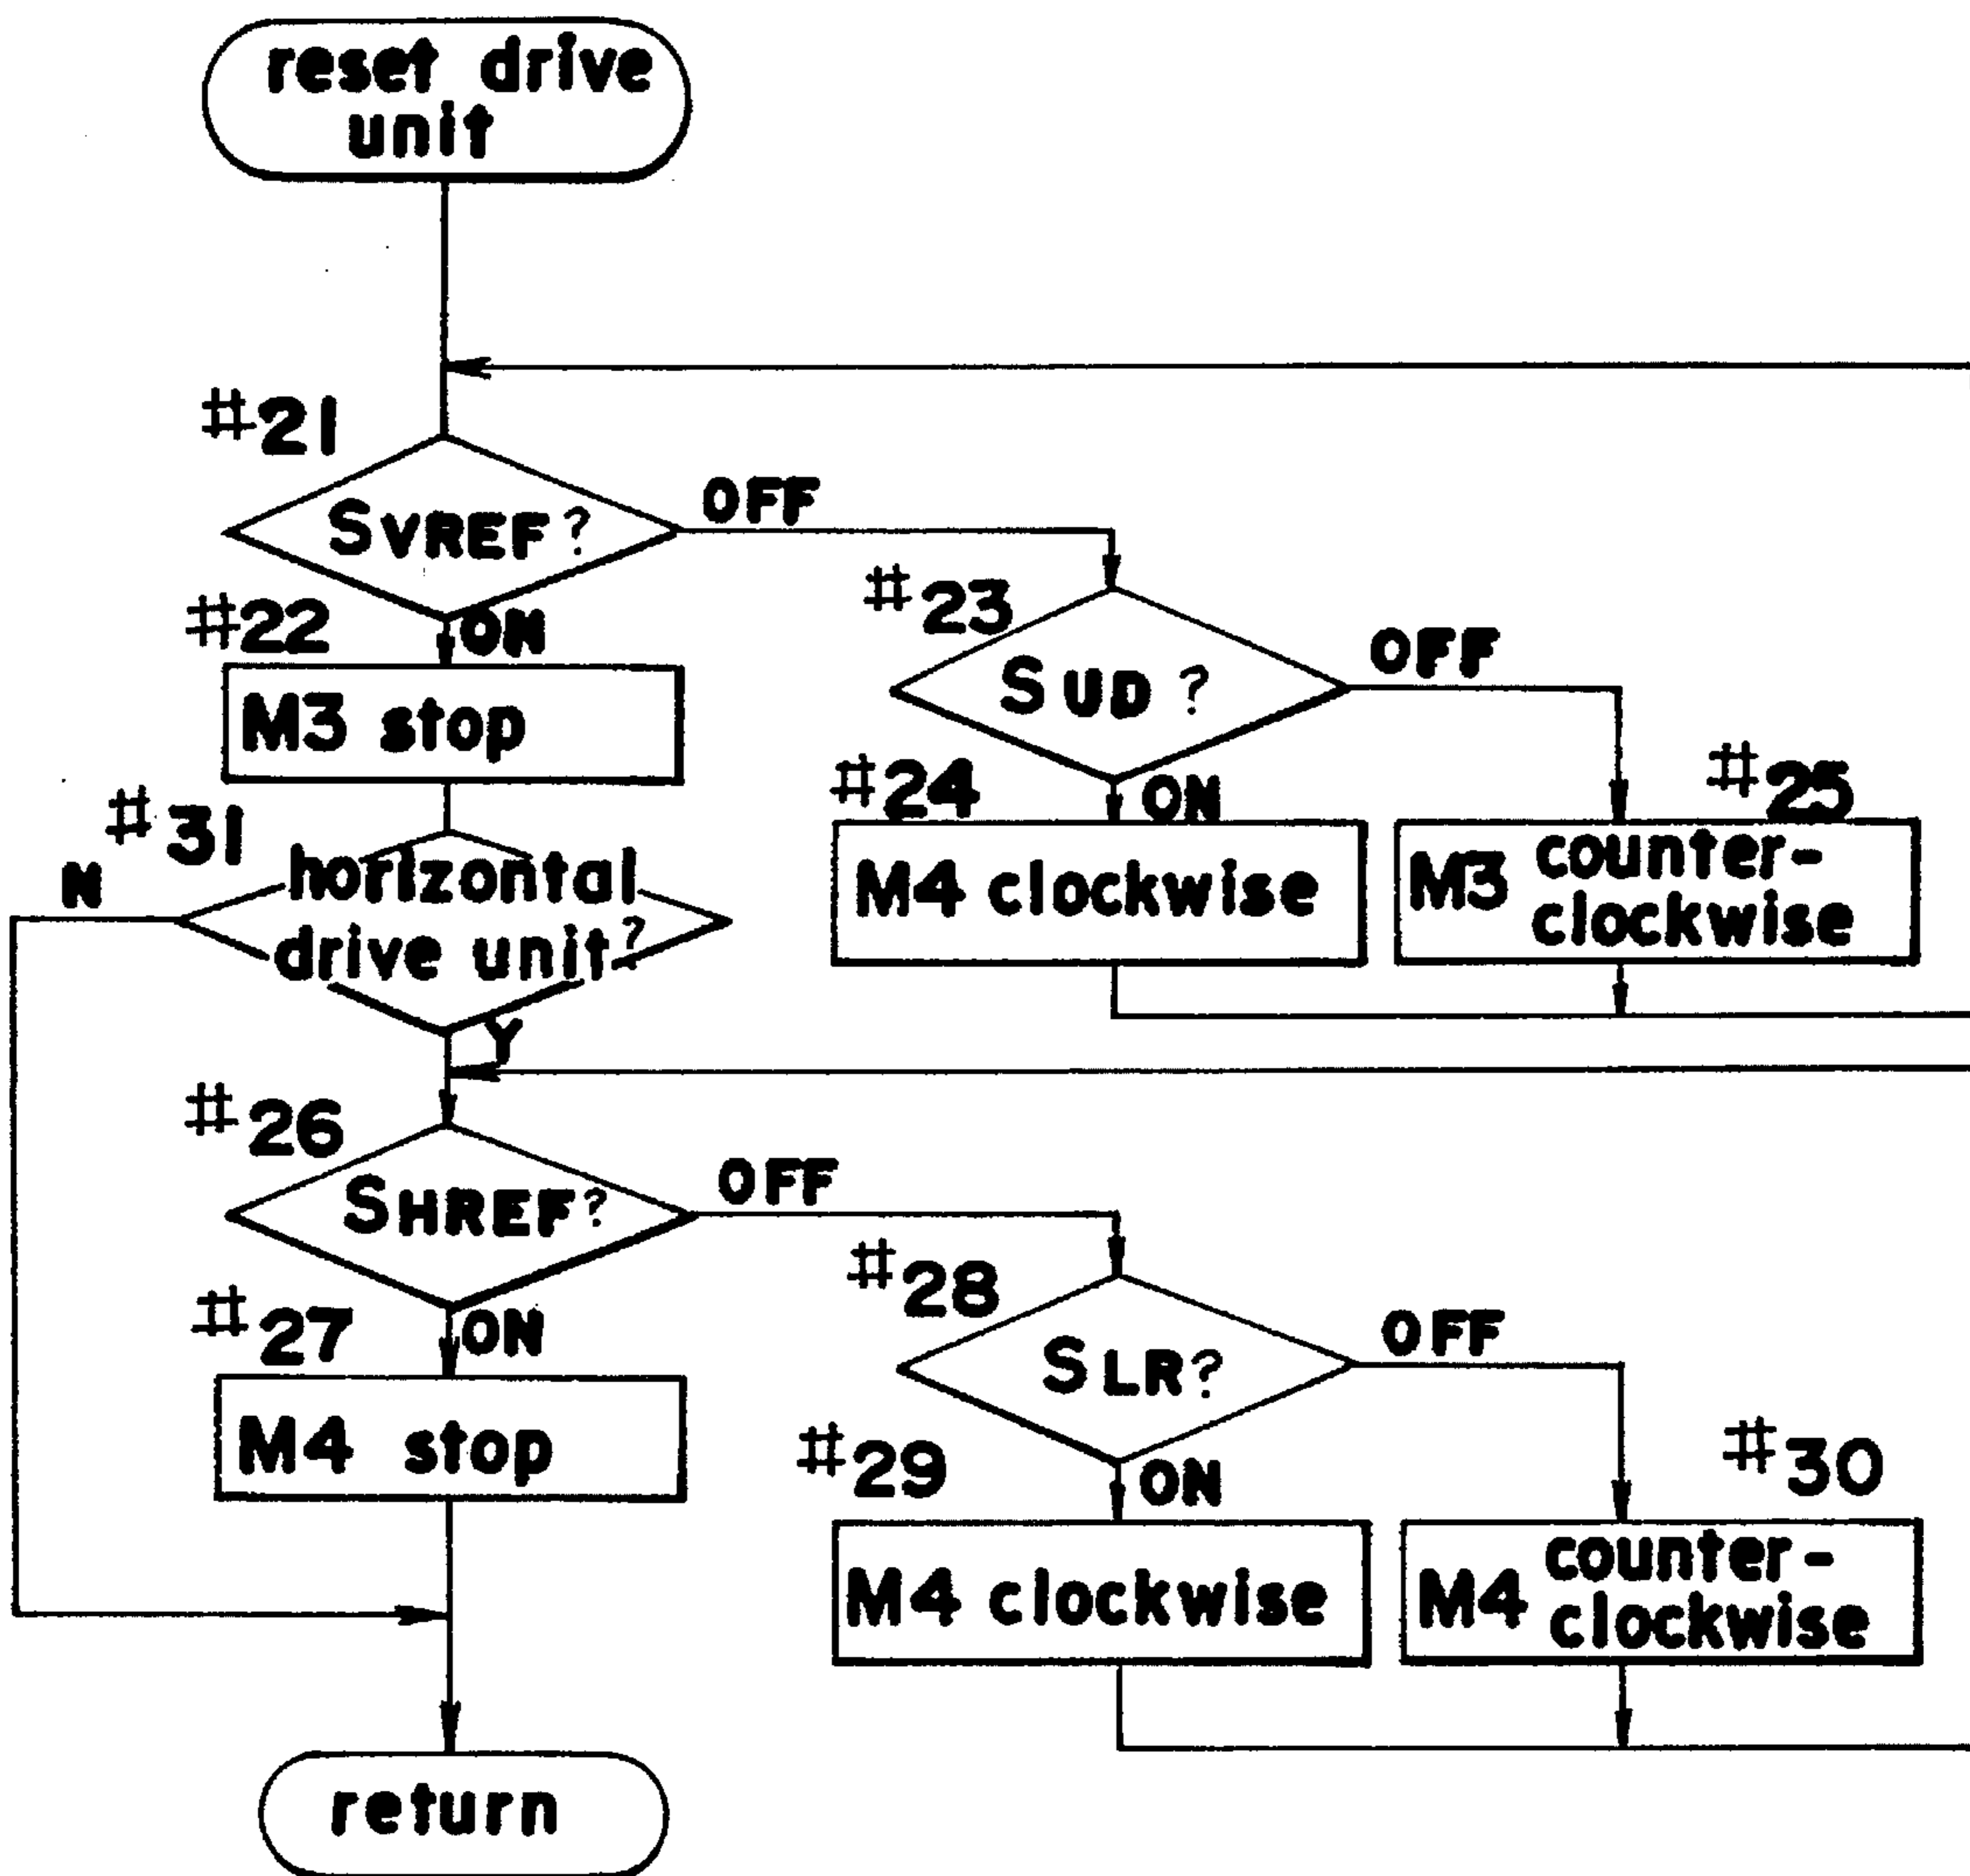 reset drive
unit
#21
SVREF?
OFF
#22
ON
M3 stop
#23
SUD?
OFF
#24
ON
M4 clockwise
#25
M3 counter-
clockwise
#31
N
horizontal
drive unit?
Y
#26
SHREF?
OFF
#27
ON
M4 stop
#28
SLR?
OFF
#29
ON
M4 clockwise
#30
M4 counter-
clockwise
return